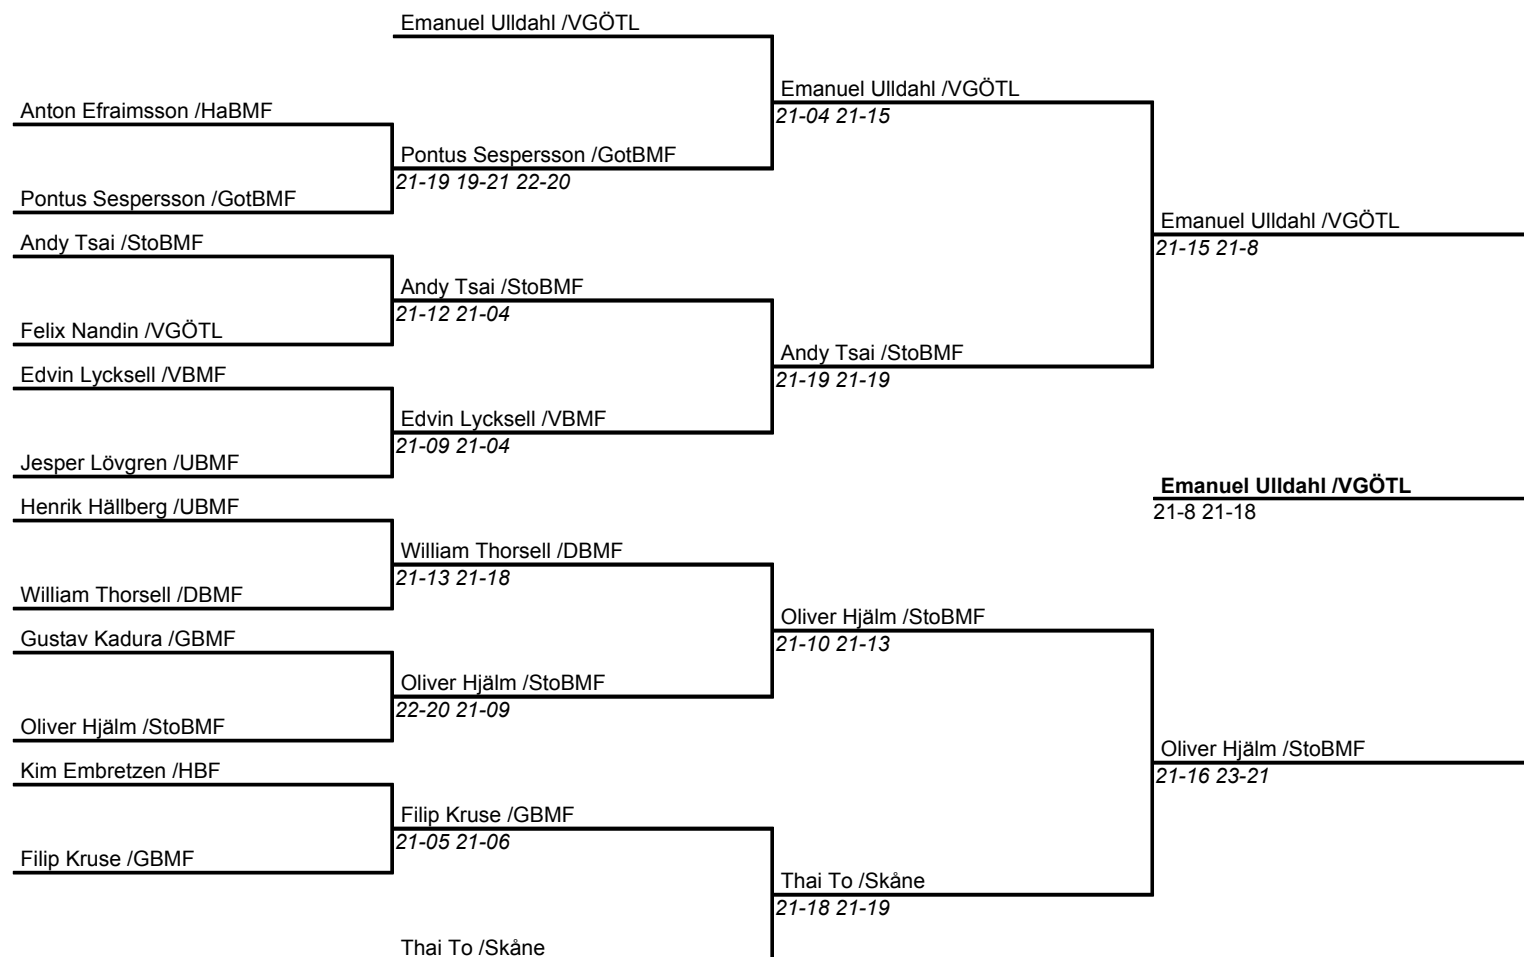 Emanuel Ulldahl /VGÖTL
Emanuel Ulldahl /VGÖTL
21-04 21-15
Anton Efraimsson /HaBMF
Pontus Sespersson /GotBMF
21-19 19-21 22-20
Pontus Sespersson /GotBMF
Emanuel Ulldahl /VGÖTL
21-15 21-8
Andy Tsai /StoBMF
Andy Tsai /StoBMF
21-12 21-04
Felix Nandin /VGÖTL
Andy Tsai /StoBMF
21-19 21-19
Edvin Lycksell /VBMF
Edvin Lycksell /VBMF
21-09 21-04
Jesper Lövgren /UBMF
Emanuel Ulldahl /VGÖTL
21-8 21-18
Henrik Hällberg /UBMF
William Thorsell /DBMF
21-13 21-18
William Thorsell /DBMF
Oliver Hjälm /StoBMF
21-10 21-13
Gustav Kadura /GBMF
Oliver Hjälm /StoBMF
22-20 21-09
Oliver Hjälm /StoBMF
Oliver Hjälm /StoBMF
21-16 23-21
Kim Embretzen /HBF
Filip Kruse /GBMF
21-05 21-06
Filip Kruse /GBMF
Thai To /Skåne
21-18 21-19
Thai To /Skåne